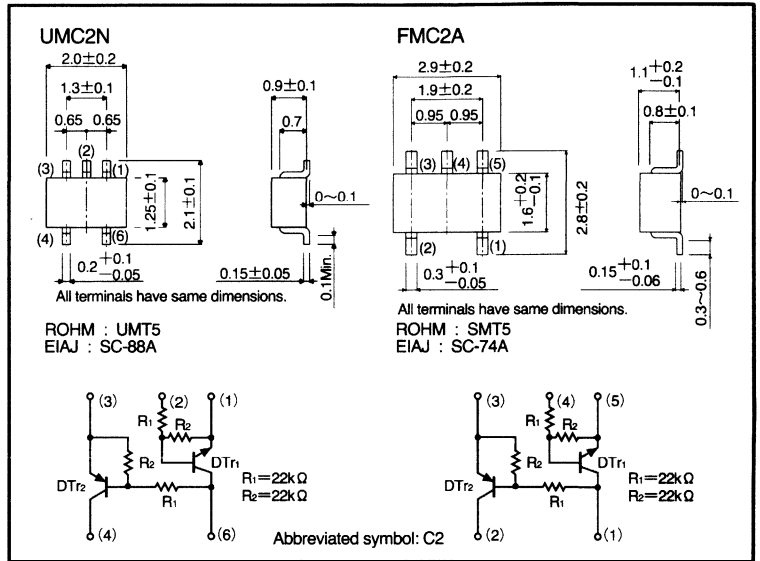 UMC2N
2.0±0.2
1.3±0.1
0.65 0.65
(3) (2) (1)
(4) (6)
1.25±0.1
2.1±0.1
0.2 +0.1 −0.05
0.9±0.1
0.7
0～0.1
0.15±0.05
0.1Min.
All terminals have same dimensions.
ROHM : UMT5
EIAJ : SC-88A
FMC2A
2.9±0.2
1.9±0.2
0.95 0.95
(3) (4) (5)
(2) (1)
1.6 +0.2 −0.1
2.8±0.2
0.3 +0.1 −0.05
1.1 +0.2 −0.1
0.8±0.1
0～0.1
0.15 +0.1 −0.06
0.3～0.6
All terminals have same dimensions.
ROHM : SMT5
EIAJ : SC-74A
(3) (2) (1)
R1 R2
R2 DTr1
DTr2
R1
R1=22kΩ
R2=22kΩ
(4) (6)
(3) (4) (5)
R1 R2
R2 DTr1
DTr2
R1
R1=22kΩ
R2=22kΩ
(2) (1)
Abbreviated symbol: C2